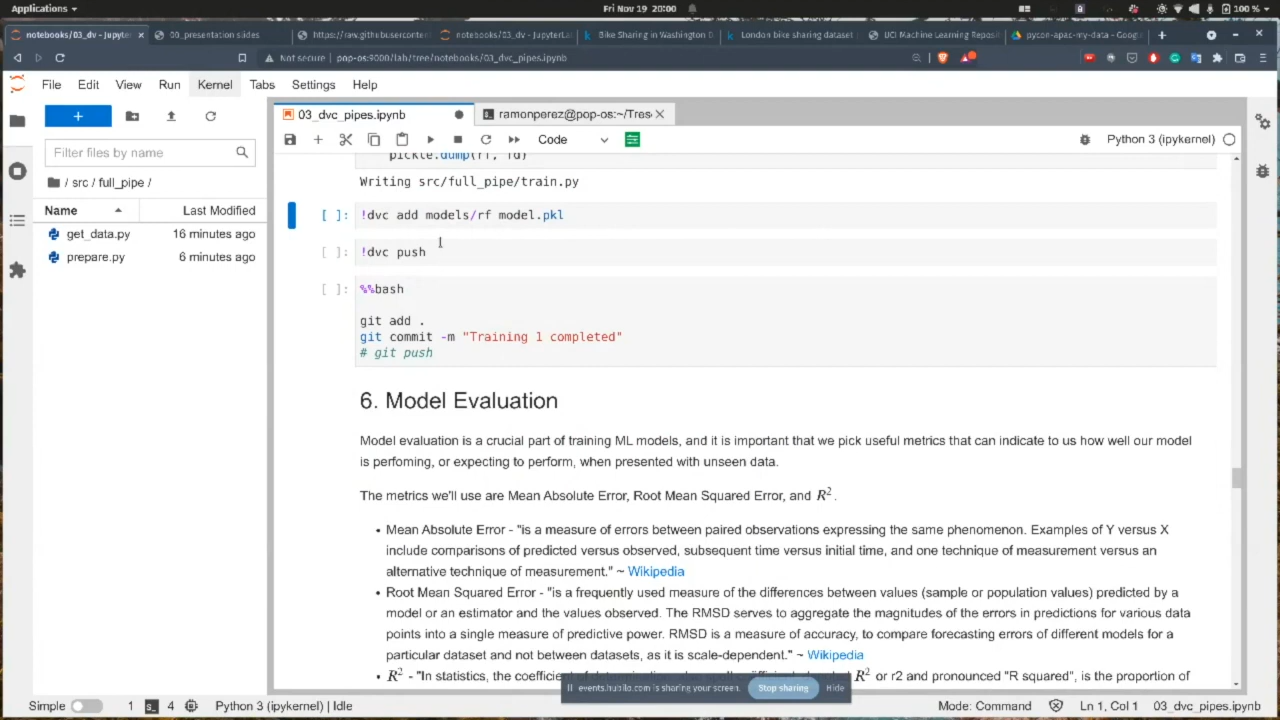 Applications
Fri Nov 19 20:00
100 %
notebooks/03_dv - Jupyter
00_presentation slides
https://raw.githubusercontent
notebooks/03_dv - JupyterLa
Bike Sharing in Washington D
London bike sharing dataset
UCI Machine Learning Reposit
pycon-apac-my-data - Goog
Not secure | pop-os:9000/lab/tree/notebooks/03_dvc_pipes.ipynb
File Edit View Run Kernel Tabs Settings Help
03_dvc_pipes.ipynb
ramonperez@pop-os:~/Tres
Code
Python 3 (ipykernel)
Filter files by name
/ src / full_pipe /
Name Last Modified
get_data.py 16 minutes ago
prepare.py 6 minutes ago
pickle.dump(rf, fd)
Writing src/full_pipe/train.py
[ ]: !dvc add models/rf model.pkl
[ ]: !dvc push
[ ]: %%bash
git add .
git commit -m "Training 1 completed"
# git push
6. Model Evaluation
Model evaluation is a crucial part of training ML models, and it is important that we pick useful metrics that can indicate to us how well our model
is perfoming, or expecting to perform, when presented with unseen data.
The metrics we'll use are Mean Absolute Error, Root Mean Squared Error, and R².
• Mean Absolute Error - "is a measure of errors between paired observations expressing the same phenomenon. Examples of Y versus X
include comparisons of predicted versus observed, subsequent time versus initial time, and one technique of measurement versus an
alternative technique of measurement." ~ Wikipedia
• Root Mean Squared Error - "is a frequently used measure of the differences between values (sample or population values) predicted by a
model or an estimator and the values observed. The RMSD serves to aggregate the magnitudes of the errors in predictions for various data
points into a single measure of predictive power. RMSD is a measure of accuracy, to compare forecasting errors of different models for a
particular dataset and not between datasets, as it is scale-dependent." ~ Wikipedia
• R² - "In statistics, the coefficient of R² or r2 and pronounced "R squared", is the proportion of
events.hubilo.com is sharing your screen. Stop sharing Hide
Simple 1 4 Python 3 (ipykernel) | Idle
Mode: Command Ln 1, Col 1 03_dvc_pipes.ipynb